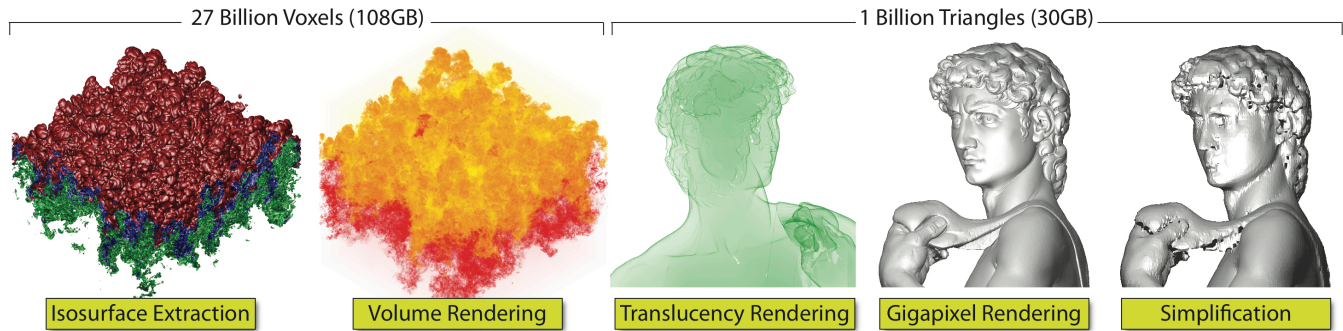 27 Billion Voxels (108GB)
1 Billion Triangles (30GB)
Isosurface Extraction
Volume Rendering
Translucency Rendering
Gigapixel Rendering
Simplification